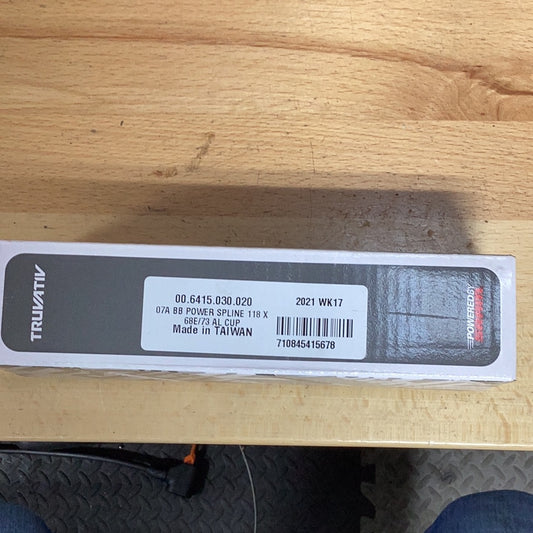 TRUVATIV
00.6415.030.020
2021 WK17
07A BB POWER SPLINE 118 X
68E/73 AL CUP
Made in TAIWAN
710845415678
POWERED BY